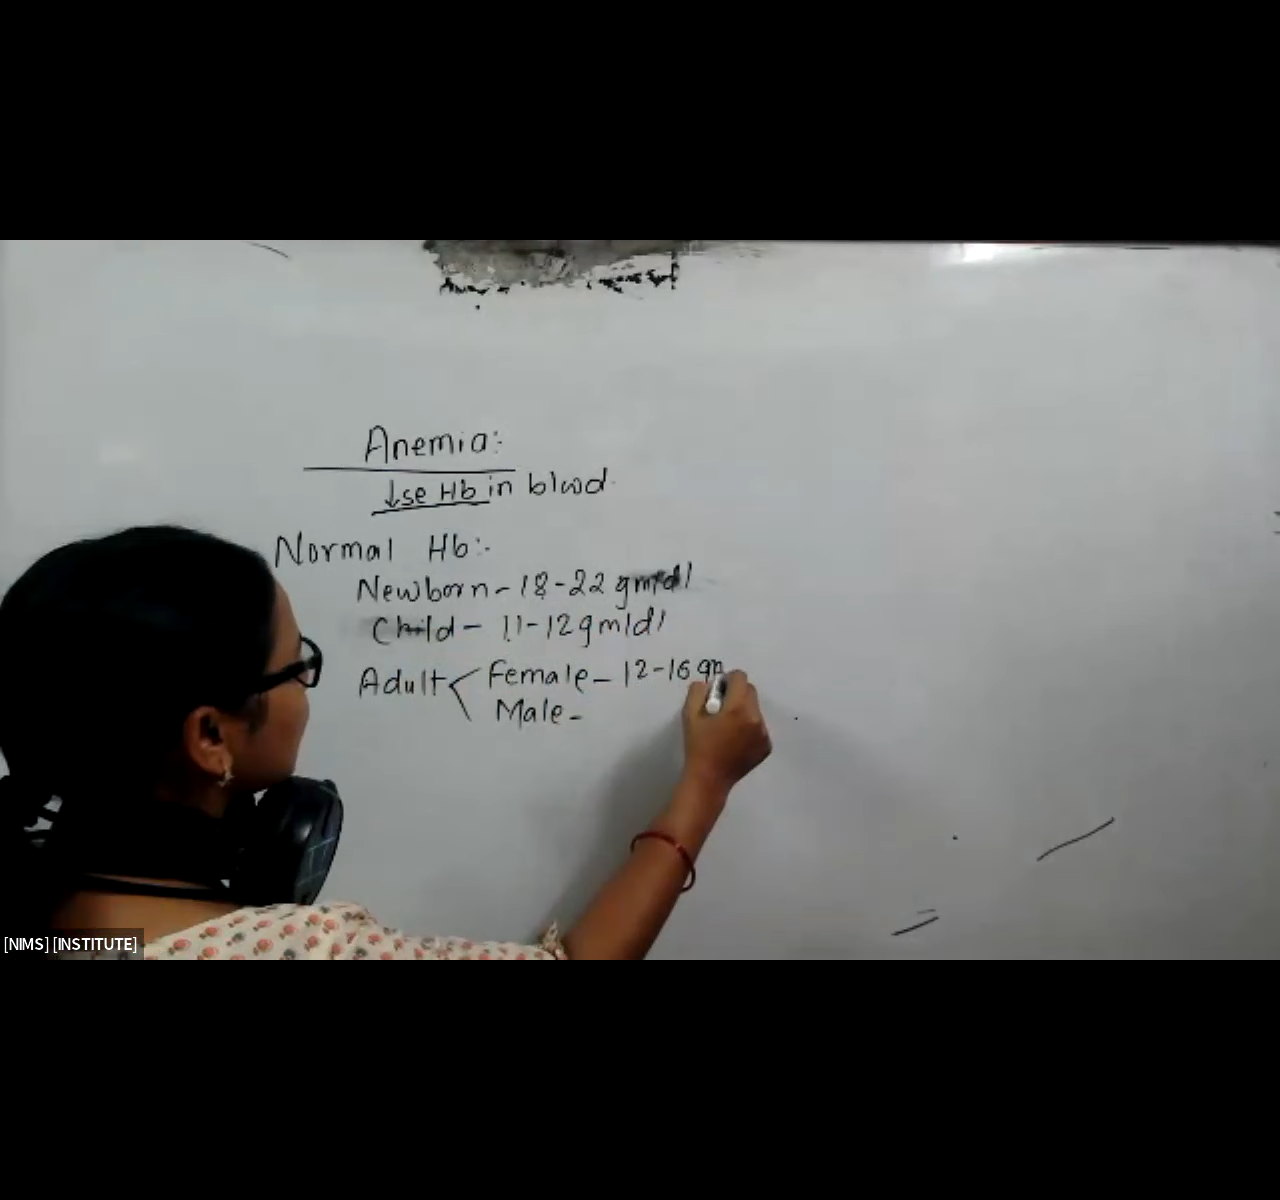 Anemia:
↓se Hb in blood
Normal Hb:
Newborn - 18-22 gm/dl
Child - 11-12 gm/dl
Adult < Female - 12-16 gm
Male -
[NIMS] [INSTITUTE]